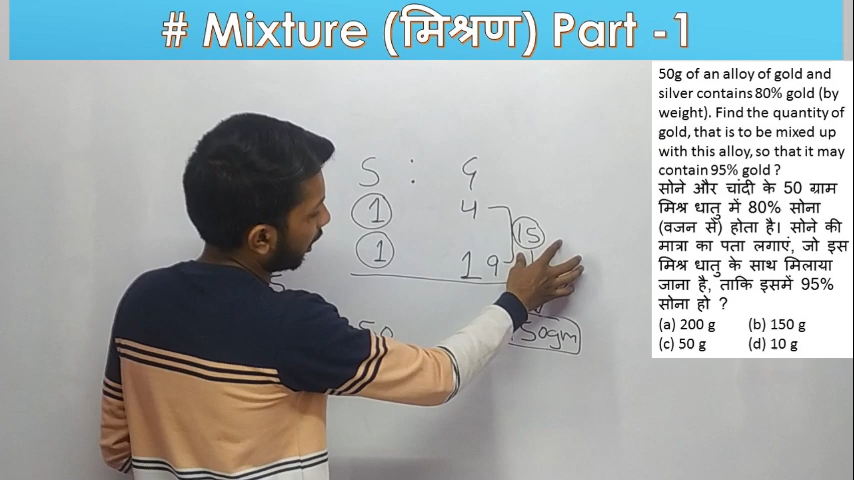 # Mixture (मिश्रण) Part -1
50g of an alloy of gold and
silver contains 80% gold (by
weight). Find the quantity of
gold, that is to be mixed up
with this alloy, so that it may
contain 95% gold ?
सोने और चांदी के 50 ग्राम
मिश्र धातु में 80% सोना
(वजन से) होता है। सोने की
मात्रा का पता लगाएं, जो इस
मिश्र धातु के साथ मिलाया
जाना है, ताकि इसमें 95%
सोना हो ?
(a) 200 g (b) 150 g
(c) 50 g (d) 10 g
S : G
1 4
15
1 19
50
150gm